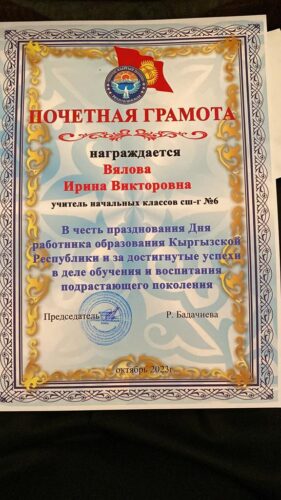 ПОЧЕТНАЯ ГРАМОТА
награждается
Вялова
Ирина Викторовна
учитель начальных классов сш-г №6
В честь празднования Дня
работника образования Кыргызской
Республики и за достигнутые успехи
в деле обучения и воспитания
подрастающего поколения
Председатель Р. Бадачиева
октябрь 2023г.